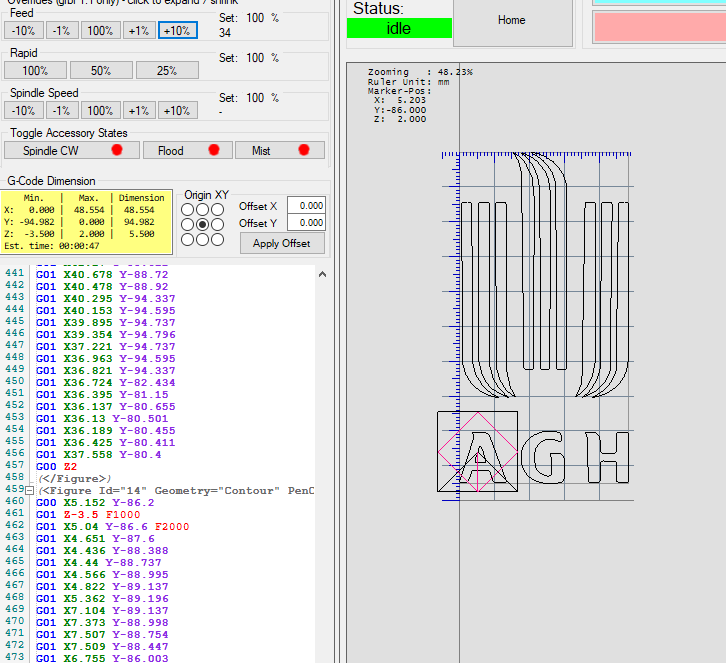 Overrides (grbl 1.1 only) - click to expand / shrink
Feed
-10% -1% 100% +1% +10%
Set: 100 %
34
Rapid
100% 50% 25%
Set: 100 %
Spindle Speed
-10% -1% 100% +1% +10%
Set: 100 %
-
Toggle Accessory States
Spindle CW Flood Mist
G-Code Dimension
Min. | Max. | Dimension
X: 0.000 | 48.554 | 48.554
Y: -94.982 | 0.000 | 94.982
Z: -3.500 | 2.000 | 5.500
Est. time: 00:00:47
Origin XY
Offset X 0.000
Offset Y 0.000
Apply Offset
441 G01 X40.678 Y-88.72
442 G01 X40.478 Y-88.92
443 G01 X40.295 Y-94.337
444 G01 X40.153 Y-94.595
445 G01 X39.895 Y-94.737
446 G01 X39.354 Y-94.796
447 G01 X37.221 Y-94.737
448 G01 X36.963 Y-94.595
449 G01 X36.821 Y-94.337
450 G01 X36.724 Y-82.434
451 G01 X36.395 Y-81.15
452 G01 X36.137 Y-80.655
453 G01 X36.13 Y-80.501
454 G01 X36.189 Y-80.455
455 G01 X36.425 Y-80.411
456 G01 X37.558 Y-80.4
457 G00 Z2
458 (</Figure>)
459 (<Figure Id="14" Geometry="Contour" PenC
460 G00 X5.152 Y-86.2
461 G01 Z-3.5 F1000
462 G01 X5.04 Y-86.6 F2000
463 G01 X4.651 Y-87.6
464 G01 X4.436 Y-88.388
465 G01 X4.44 Y-88.737
466 G01 X4.566 Y-88.995
467 G01 X4.822 Y-89.137
468 G01 X5.362 Y-89.196
469 G01 X7.104 Y-89.137
470 G01 X7.373 Y-88.998
471 G01 X7.507 Y-88.754
472 G01 X7.509 Y-88.447
473 G01 X6.755 Y-86.003
Status:
idle
Home
Zooming : 48.23%
Ruler Unit: mm
Marker-Pos:
X: 5.203
Y:-86.000
Z: 2.000
AGH